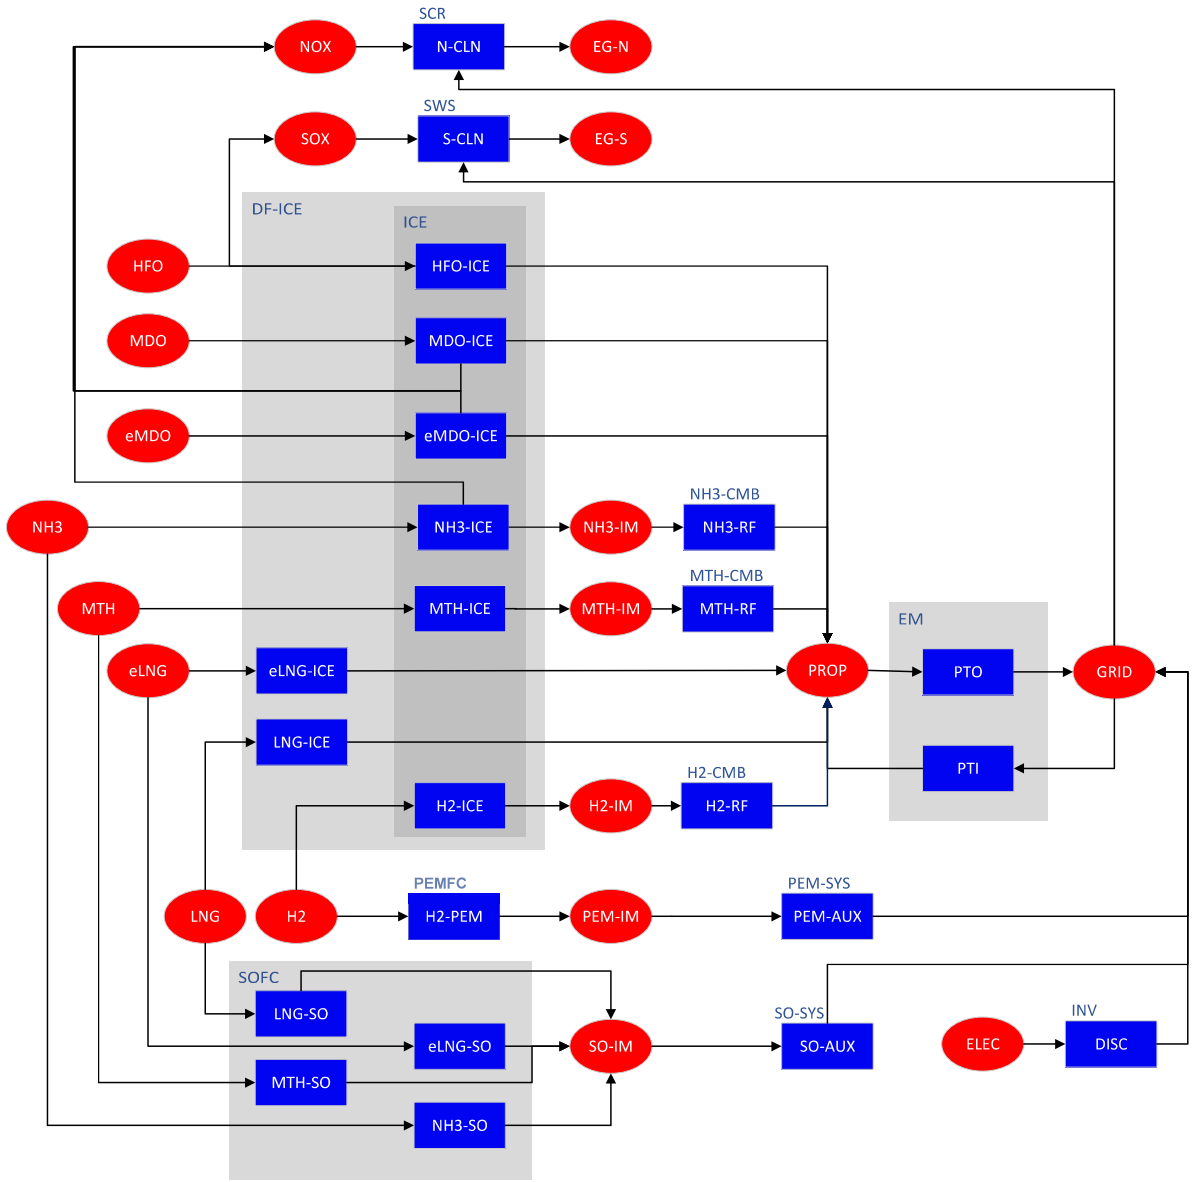 SCR
NOX
N-CLN
EG-N
SWS
SOX
S-CLN
EG-S
DF-ICE
ICE
HFO
HFO-ICE
MDO
MDO-ICE
eMDO
eMDO-ICE
NH3-CMB
NH3
NH3-ICE
NH3-IM
NH3-RF
MTH-CMB
MTH
MTH-ICE
MTH-IM
MTH-RF
EM
eLNG
eLNG-ICE
PROP
PTO
GRID
LNG-ICE
PTI
H2-CMB
H2-ICE
H2-IM
H2-RF
PEMFC
PEM-SYS
LNG
H2
H2-PEM
PEM-IM
PEM-AUX
SOFC
LNG-SO
SO-SYS
INV
eLNG-SO
SO-IM
SO-AUX
ELEC
DISC
MTH-SO
NH3-SO